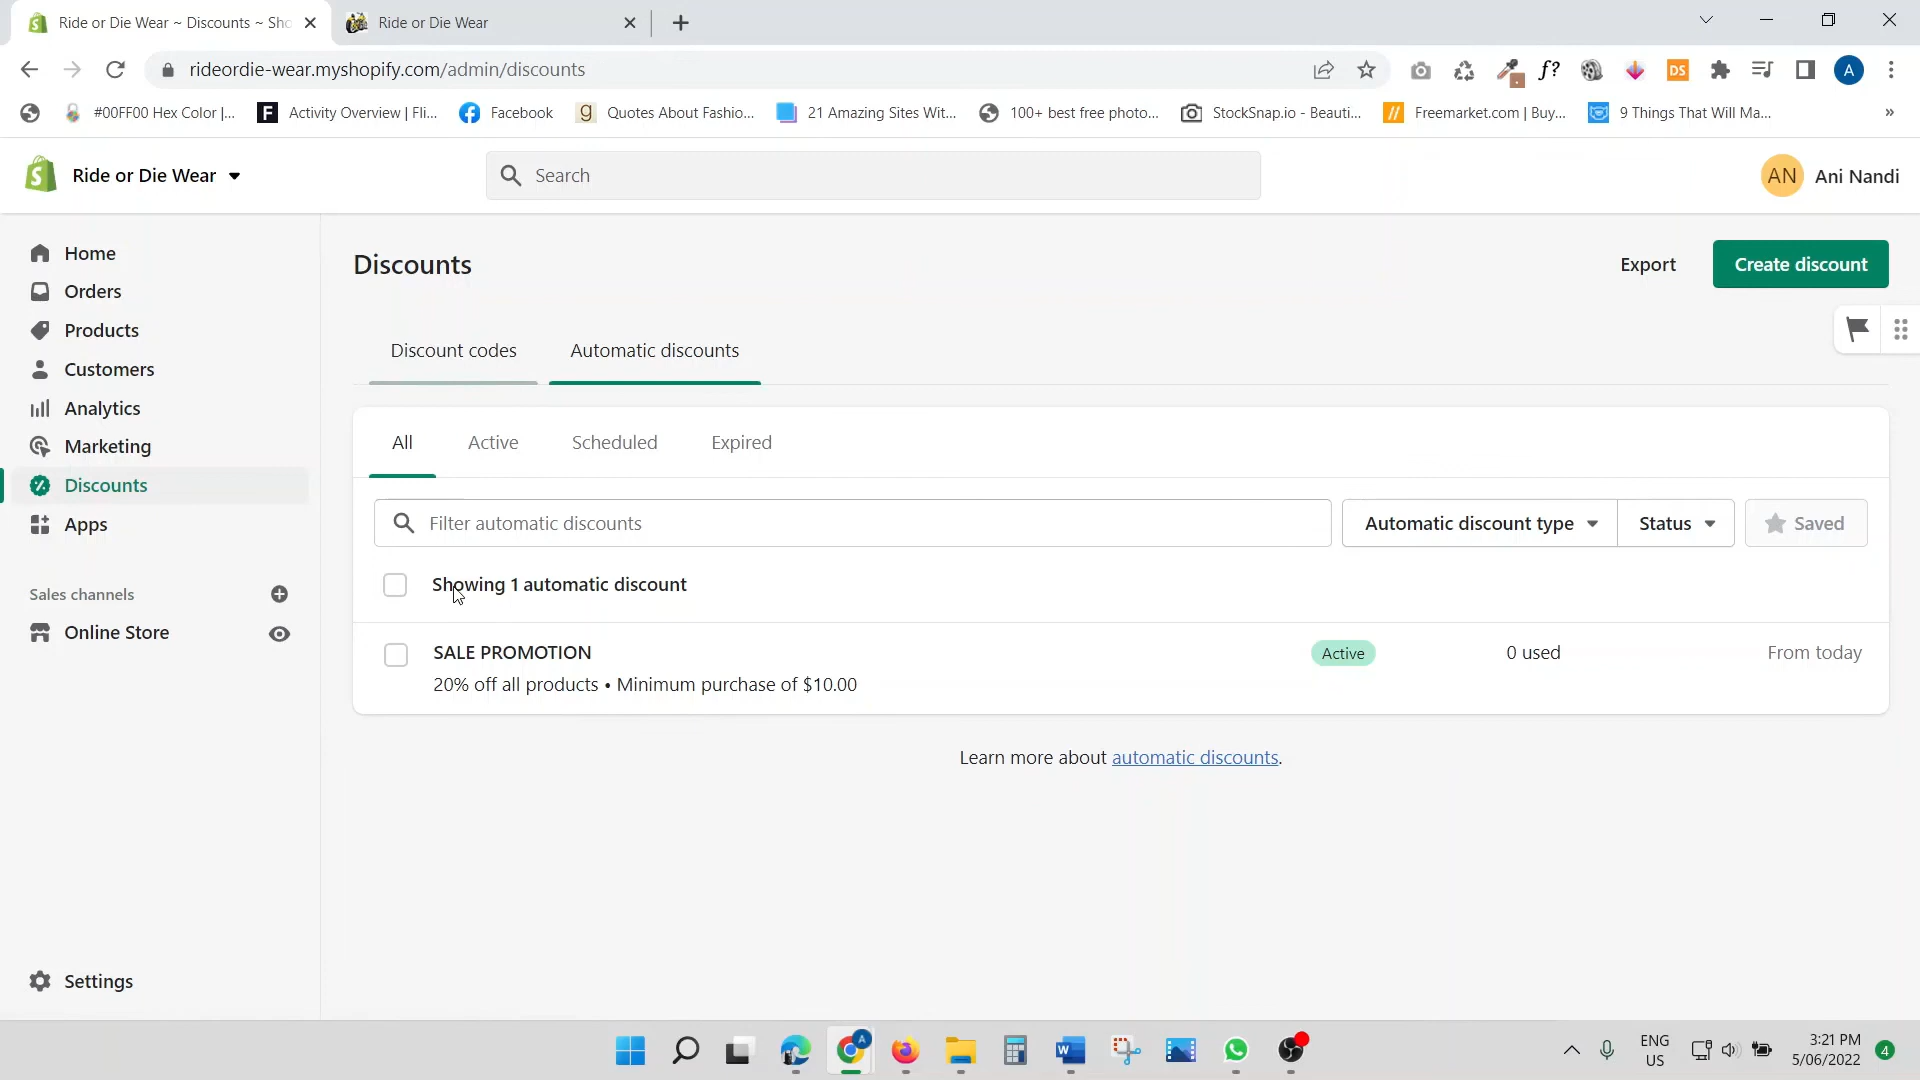 Ride or Die Wear ~ Discounts ~ Sho
Ride or Die Wear
rideordie-wear.myshopify.com/admin/discounts
f?
DS
A
#00FF00 Hex Color |...
F
Activity Overview | Fli...
Facebook
g
Quotes About Fashio...
21 Amazing Sites Wit...
100+ best free photo...
StockSnap.io - Beauti...
Freemarket.com | Buy...
9 Things That Will Ma...
»
Ride or Die Wear
Search
AN
Ani Nandi
Home
Orders
Products
Customers
Analytics
Marketing
Discounts
Apps
Sales channels
Online Store
Settings
Discounts
Export
Create discount
Discount codes
Automatic discounts
All
Active
Scheduled
Expired
Filter automatic discounts
Automatic discount type
Status
Saved
Showing 1 automatic discount
SALE PROMOTION
Active
0 used
From today
20% off all products • Minimum purchase of $10.00
Learn more about automatic discounts.
A
W
ENG
US
3:21 PM
5/06/2022
4